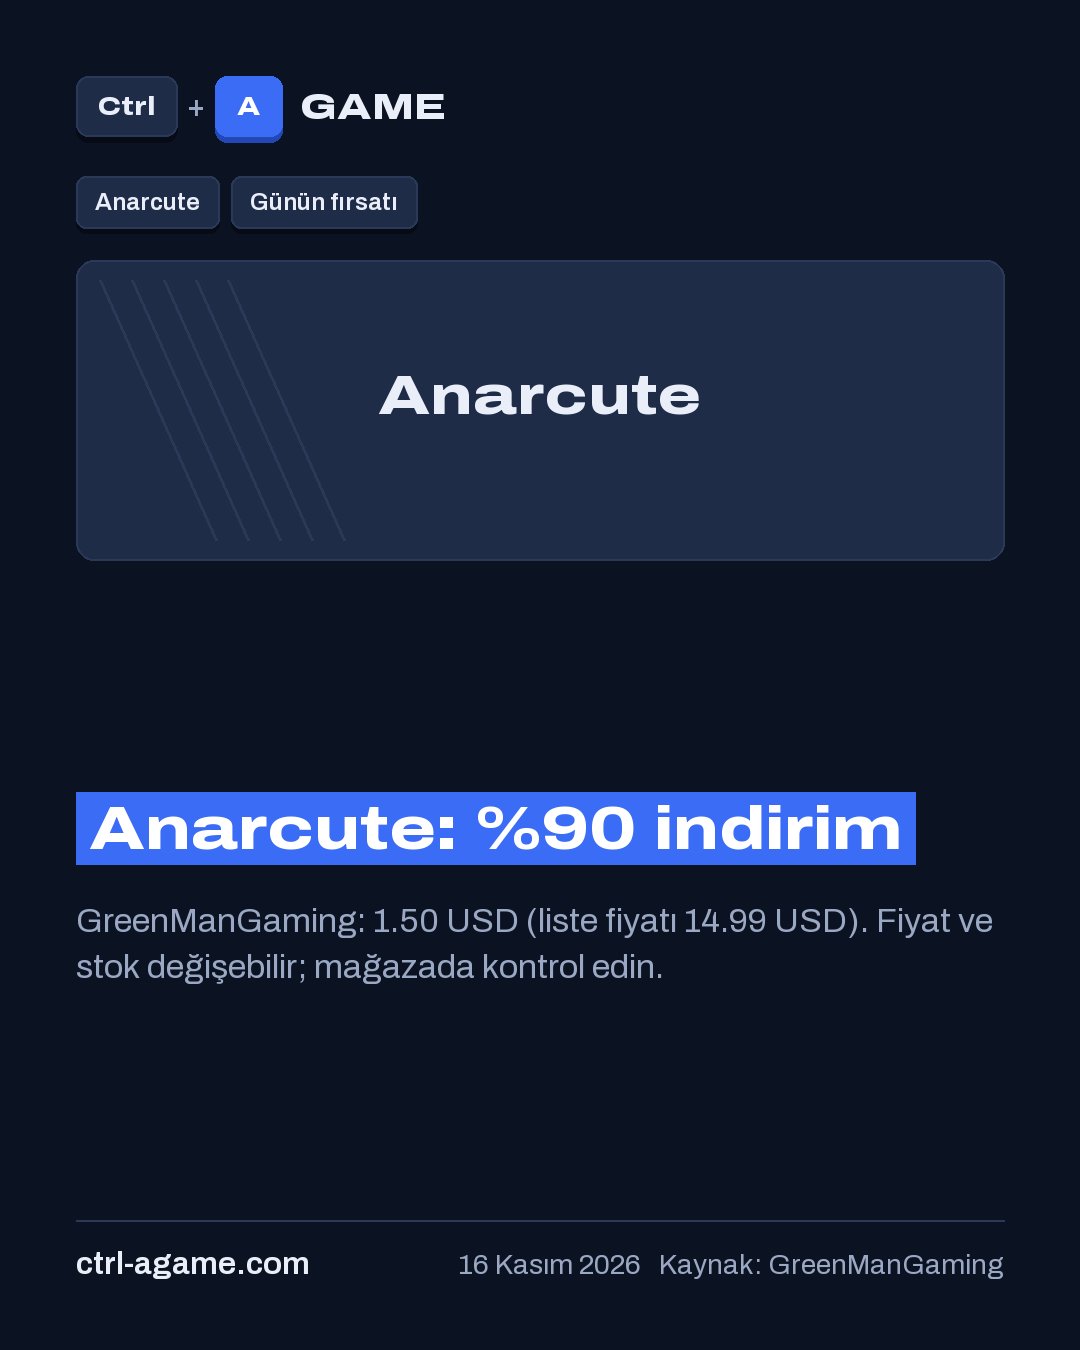 Ctrl + A GAME
Anarcute Günün fırsatı
Anarcute
Anarcute: %90 indirim
GreenManGaming: 1.50 USD (liste fiyatı 14.99 USD). Fiyat ve
stok değişebilir; mağazada kontrol edin.
ctrl-agame.com 16 Kasım 2026 Kaynak: GreenManGaming